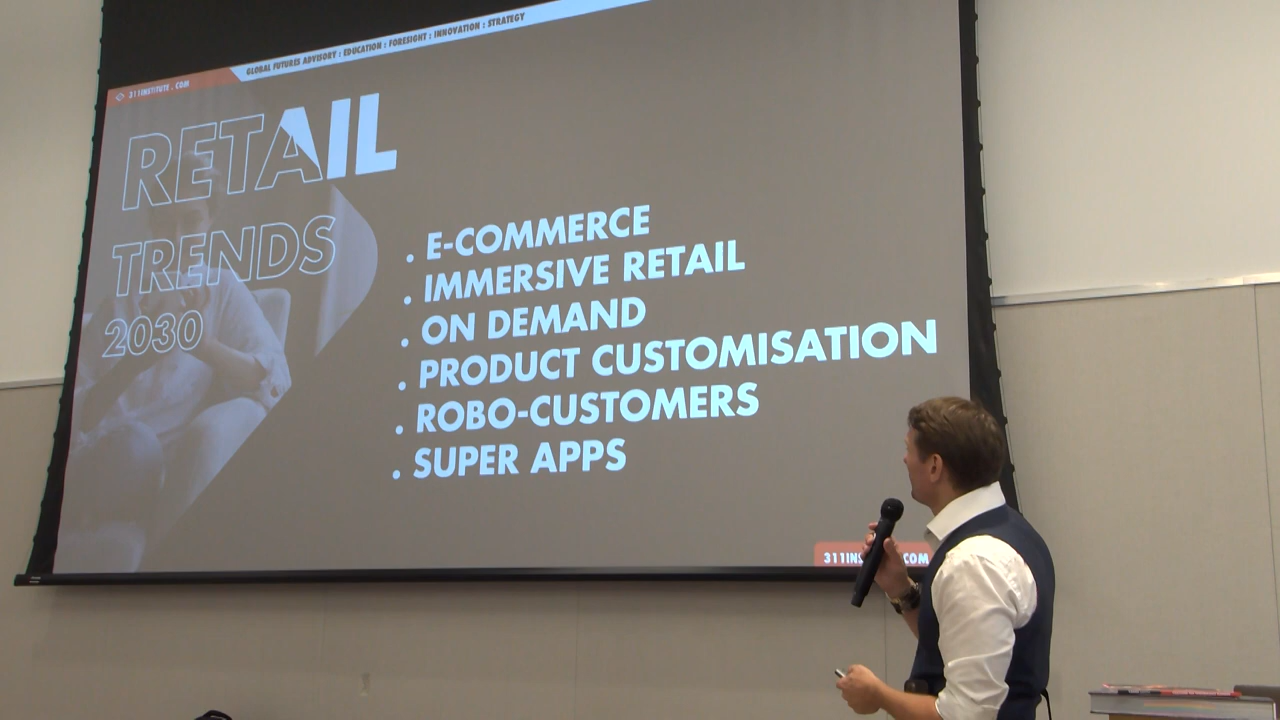 311INSTITUTE . COM
GLOBAL FUTURES ADVISORY : EDUCATION : FORESIGHT : INNOVATION : STRATEGY
RETAIL
TRENDS
2030
. E-COMMERCE
. IMMERSIVE RETAIL
. ON DEMAND
. PRODUCT CUSTOMISATION
. ROBO-CUSTOMERS
. SUPER APPS